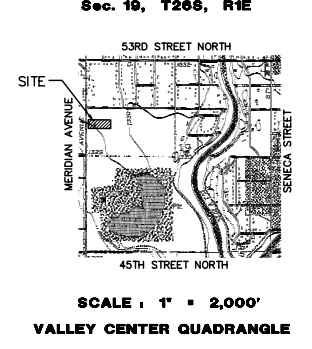 Sec. 19, T26S, R1E
53RD STREET NORTH
SITE
MERIDIAN AVENUE
SENECA STREET
45TH STREET NORTH
SCALE : 1" = 2,000'
VALLEY CENTER QUADRANGLE